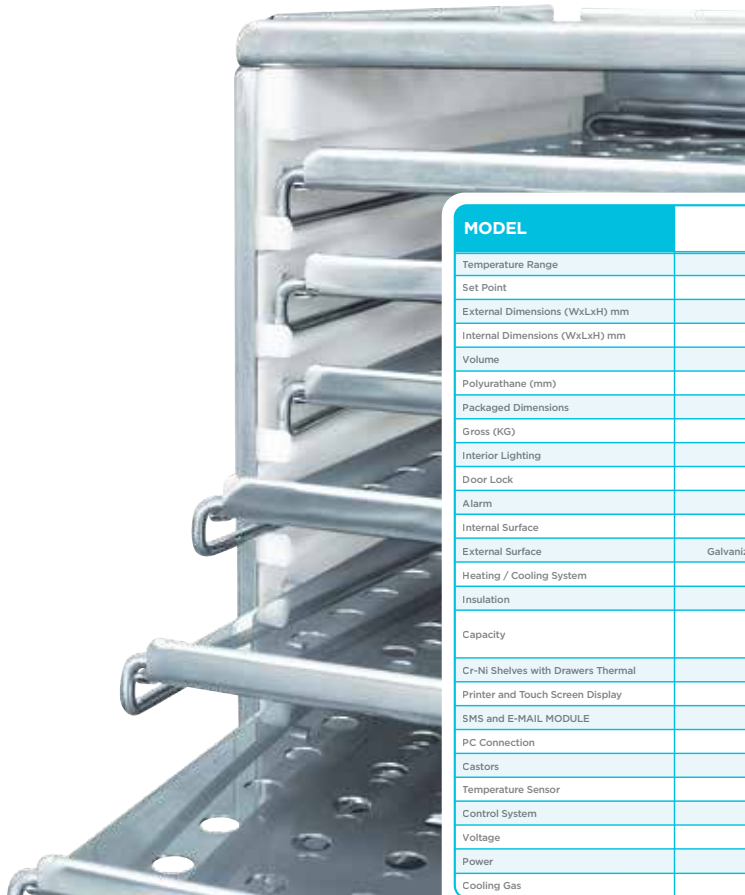 MODEL
Temperature Range
Set Point
External Dimensions (WxLxH) mm
Internal Dimensions (WxLxH) mm
Volume
Polyurathane (mm)
Packaged Dimensions
Gross (KG)
Interior Lighting
Door Lock
Alarm
Internal Surface
External Surface
Heating / Cooling System
Insulation
Capacity
Cr-Ni Shelves with Drawers Thermal
Printer and Touch Screen Display
SMS and E-MAIL MODULE
PC Connection
Castors
Temperature Sensor
Control System
Voltage
Power
Cooling Gas